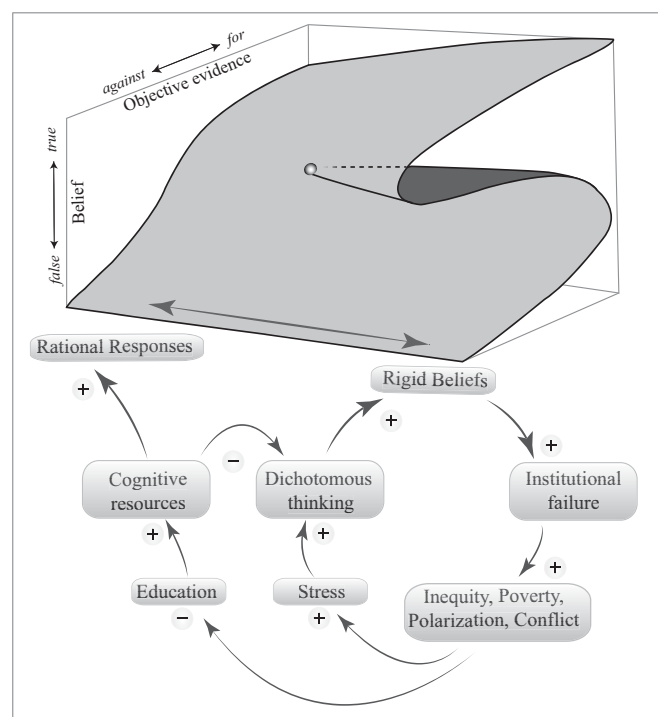 against
for
Objective evidence
true
Belief
false
Rational Responses
Rigid Beliefs
+
+
+
−
Cognitive
resources
Dichotomous
thinking
Institutional
failure
+
+
+
Education
Stress
Inequity, Poverty,
Polarization, Conflict
−
+